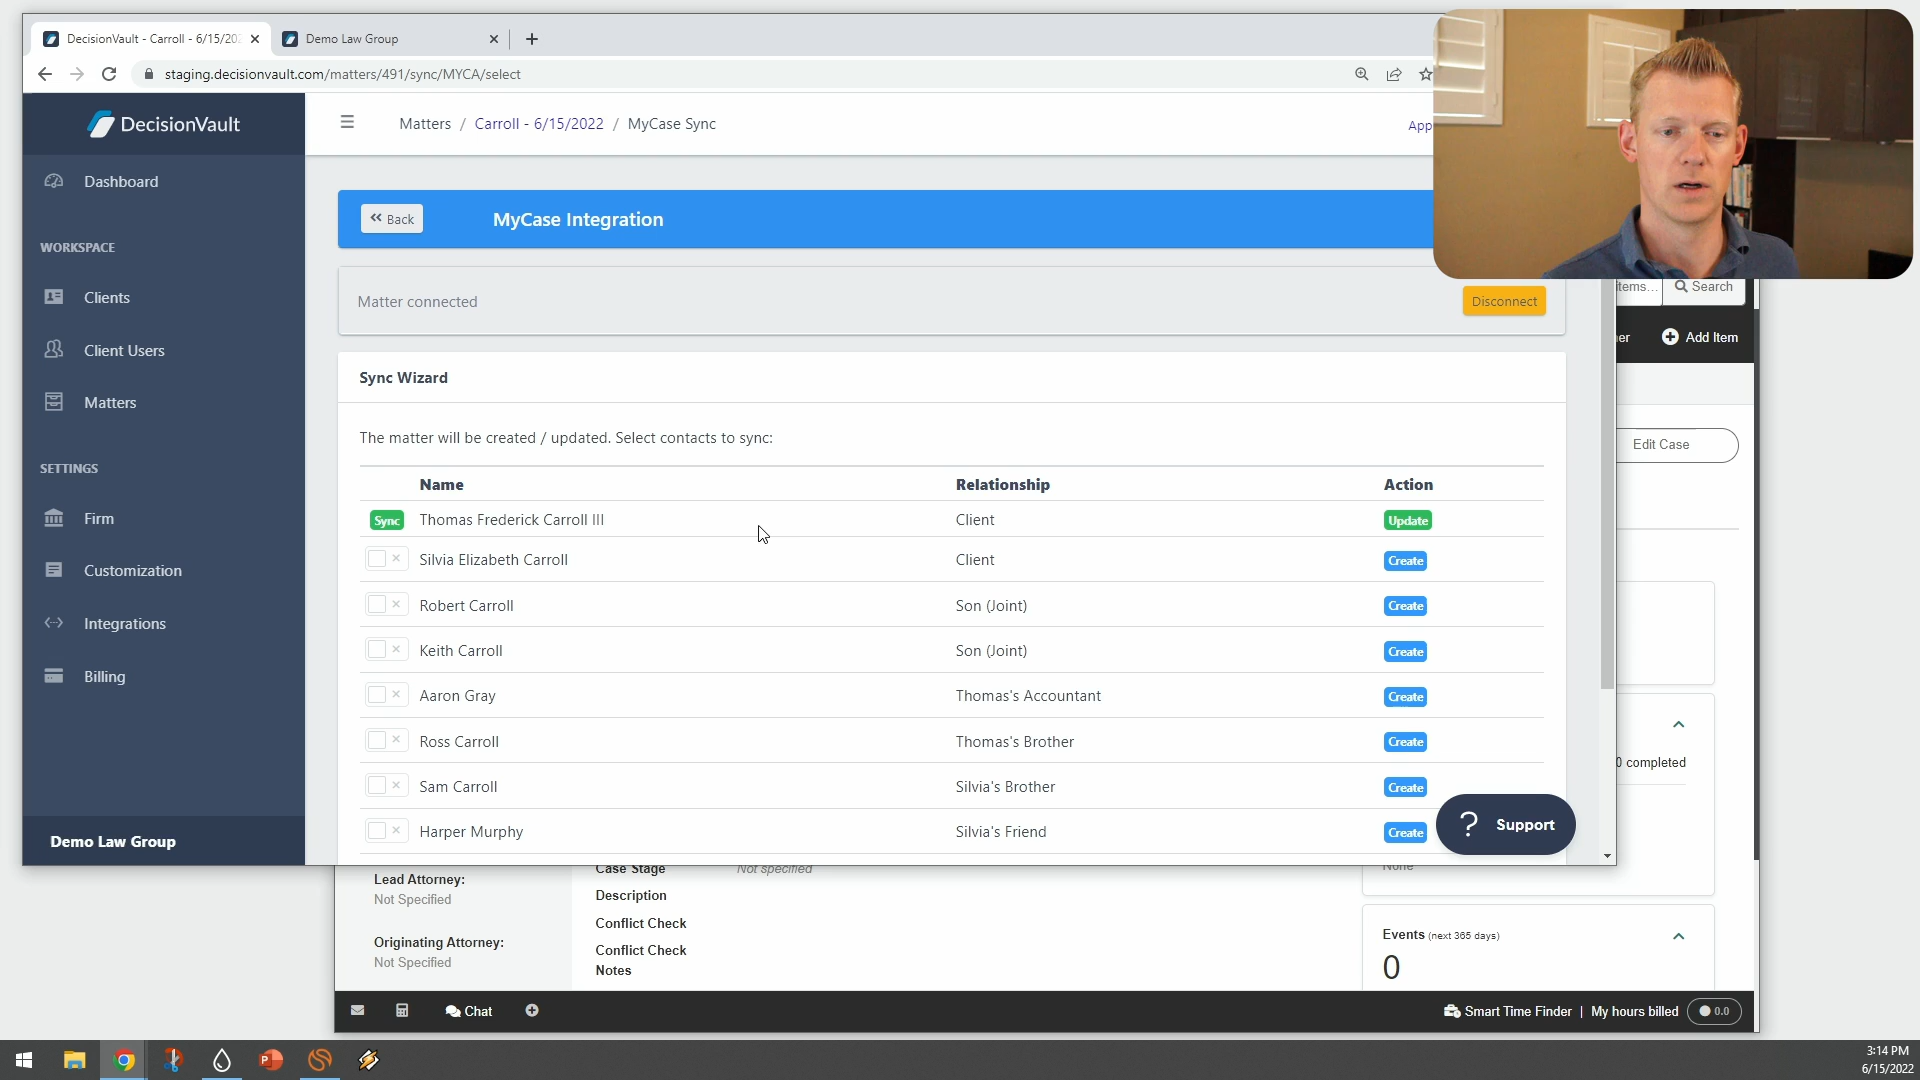 DecisionVault - Carroll - 6/15/202
Demo Law Group
staging.decisionvault.com/matters/491/sync/MYCA/select
DecisionVault
Matters / Carroll - 6/15/2022 / MyCase Sync
App
Dashboard
WORKSPACE
Clients
Client Users
Matters
SETTINGS
Firm
Customization
Integrations
Billing
Demo Law Group
Back
MyCase Integration
Matter connected
Disconnect
Sync Wizard
The matter will be created / updated. Select contacts to sync:
Name Relationship Action
Sync Thomas Frederick Carroll III Client Update
Silvia Elizabeth Carroll Client Create
Robert Carroll Son (Joint) Create
Keith Carroll Son (Joint) Create
Aaron Gray Thomas's Accountant Create
Ross Carroll Thomas's Brother Create
Sam Carroll Silvia's Brother Create
Harper Murphy Silvia's Friend Create
? Support
tems... Search
er Add Item
Edit Case
0 completed
None
Lead Attorney:
Not Specified
Originating Attorney:
Not Specified
Case Stage Not specified
Description
Conflict Check
Conflict Check
Notes
Events (next 365 days)
0
Chat
Smart Time Finder | My hours billed 0.0
3:14 PM
6/15/2022